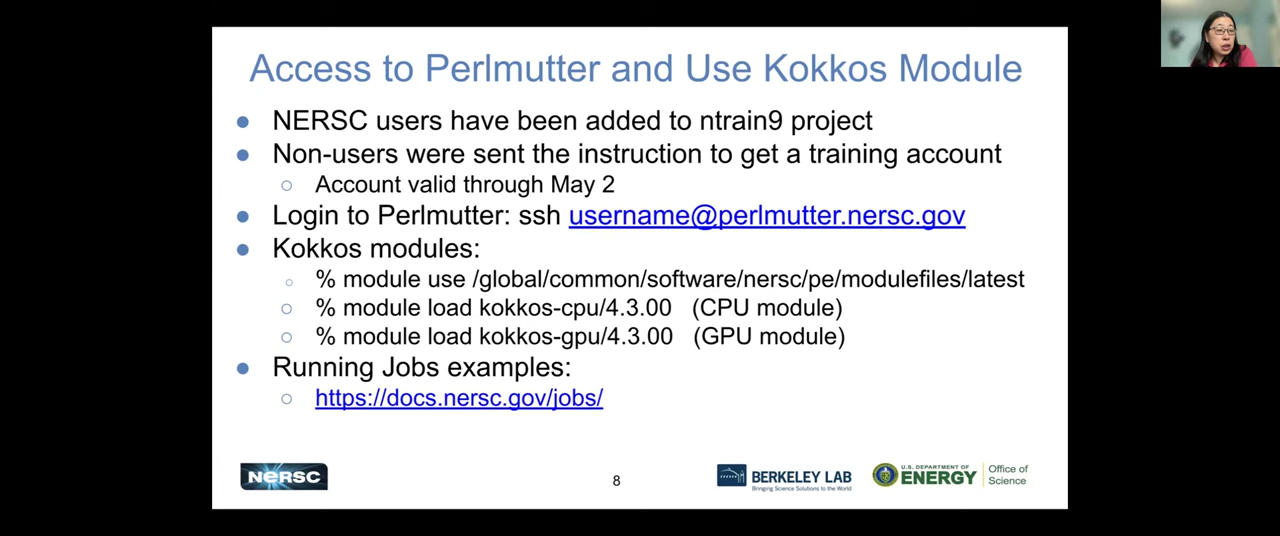 Access to Perlmutter and Use Kokkos Module
● NERSC users have been added to ntrain9 project
● Non-users were sent the instruction to get a training account
○ Account valid through May 2
● Login to Perlmutter: ssh username@perlmutter.nersc.gov
● Kokkos modules:
○ % module use /global/common/software/nersc/pe/modulefiles/latest
○ % module load kokkos-cpu/4.3.00 (CPU module)
○ % module load kokkos-gpu/4.3.00 (GPU module)
● Running Jobs examples:
○ https://docs.nersc.gov/jobs/
NERSC
8
BERKELEY LAB
Bringing Science Solutions to the World
U.S. DEPARTMENT OF
ENERGY
Office of
Science